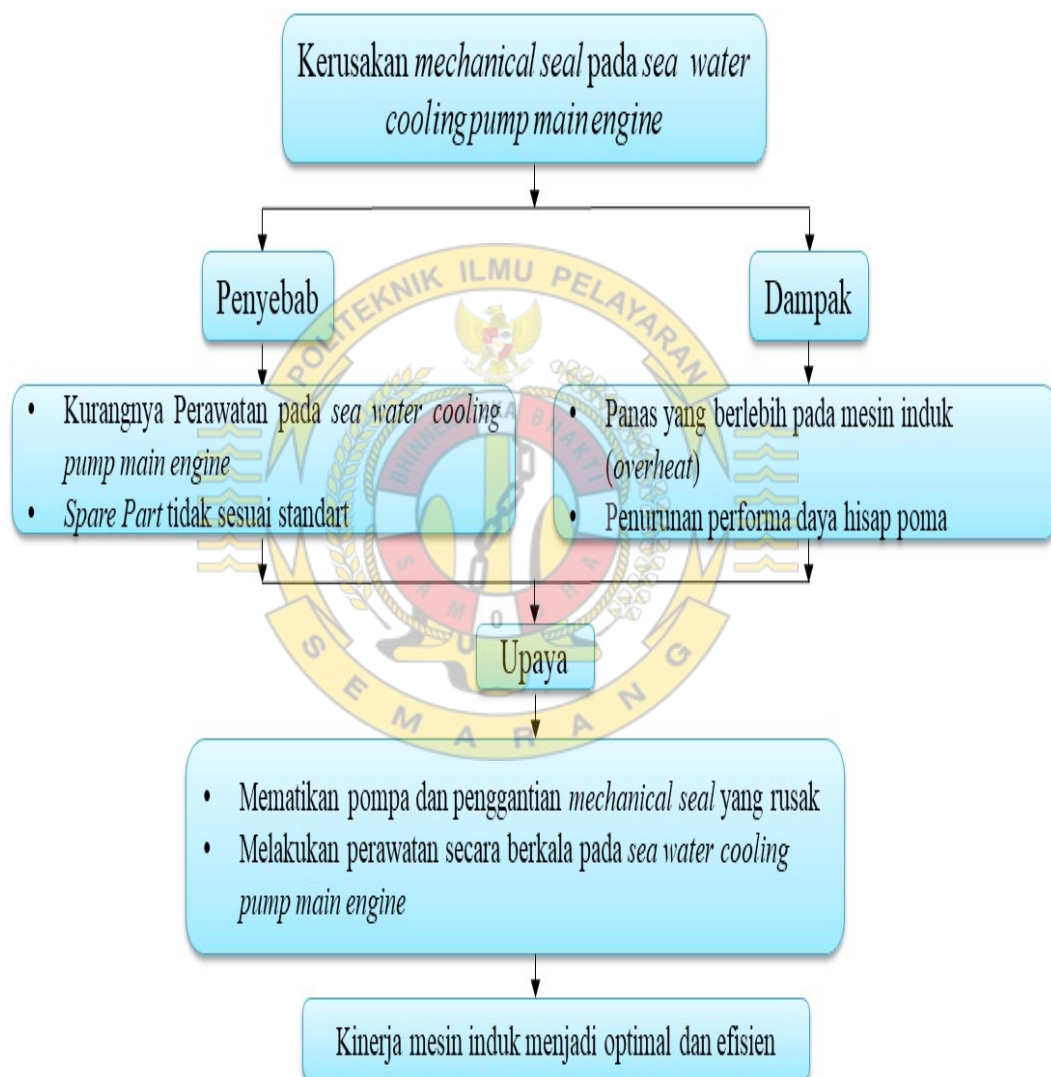 Kerusakan mechanical seal pada sea water
cooling pump main engine
Penyebab
Dampak
• Kurangnya Perawatan pada sea water cooling
pump main engine
• Spare Part tidak sesuai standart
• Panas yang berlebih pada mesin induk
(overheat)
• Penurunan performa daya hisap poma
Upaya
• Mematikan pompa dan penggantian mechanical seal yang rusak
• Melakukan perawatan secara berkala pada sea water cooling
pump main engine
Kinerja mesin induk menjadi optimal dan efisien
POLITEKNIK ILMU PELAYARAN
SEMARANG
BHAKTI
SAMODRA